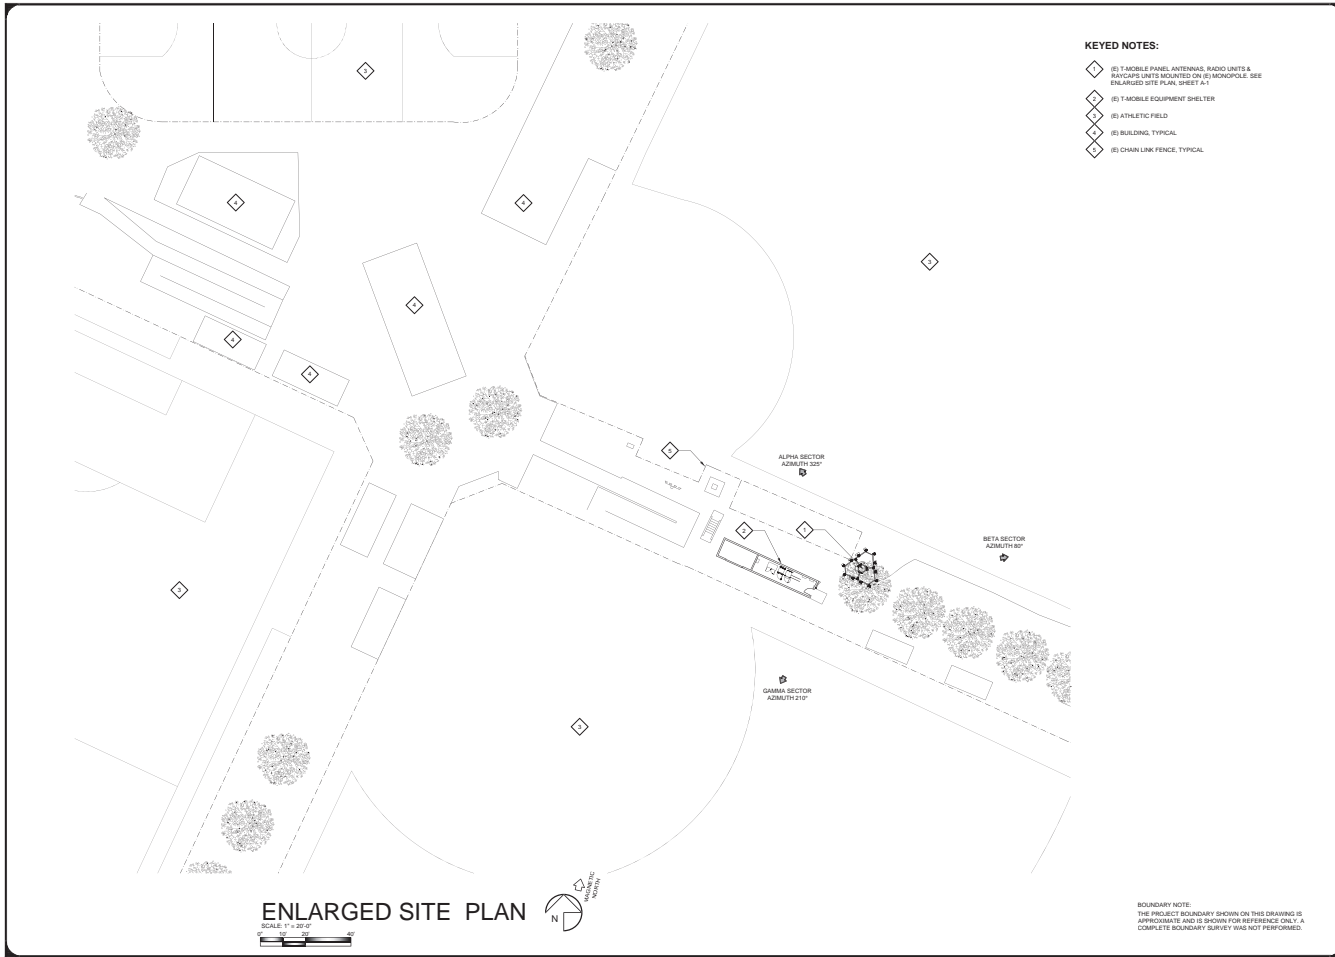 KEYED NOTES:
1 (E) T-MOBILE PANEL ANTENNAS, RADIO UNITS &
RAYCAPS UNITS MOUNTED ON (E) MONOPOLE. SEE
ENLARGED SITE PLAN, SHEET A-1
2 (E) T-MOBILE EQUIPMENT SHELTER
3 (E) ATHLETIC FIELD
4 (E) BUILDING, TYPICAL
5 (E) CHAIN LINK FENCE, TYPICAL
3
4
4
3
4
4
4
5
ALPHA SECTOR
AZIMUTH 325°
2
1
BETA SECTOR
AZIMUTH 80°
3
GAMMA SECTOR
AZIMUTH 210°
3
ENLARGED SITE PLAN
SCALE: 1" = 20'-0"
0" 10' 20' 40'
N
MAGNETIC
NORTH
BOUNDARY NOTE:
THE PROJECT BOUNDARY SHOWN ON THIS DRAWING IS
APPROXIMATE AND IS SHOWN FOR REFERENCE ONLY. A
COMPLETE BOUNDARY SURVEY WAS NOT PERFORMED.